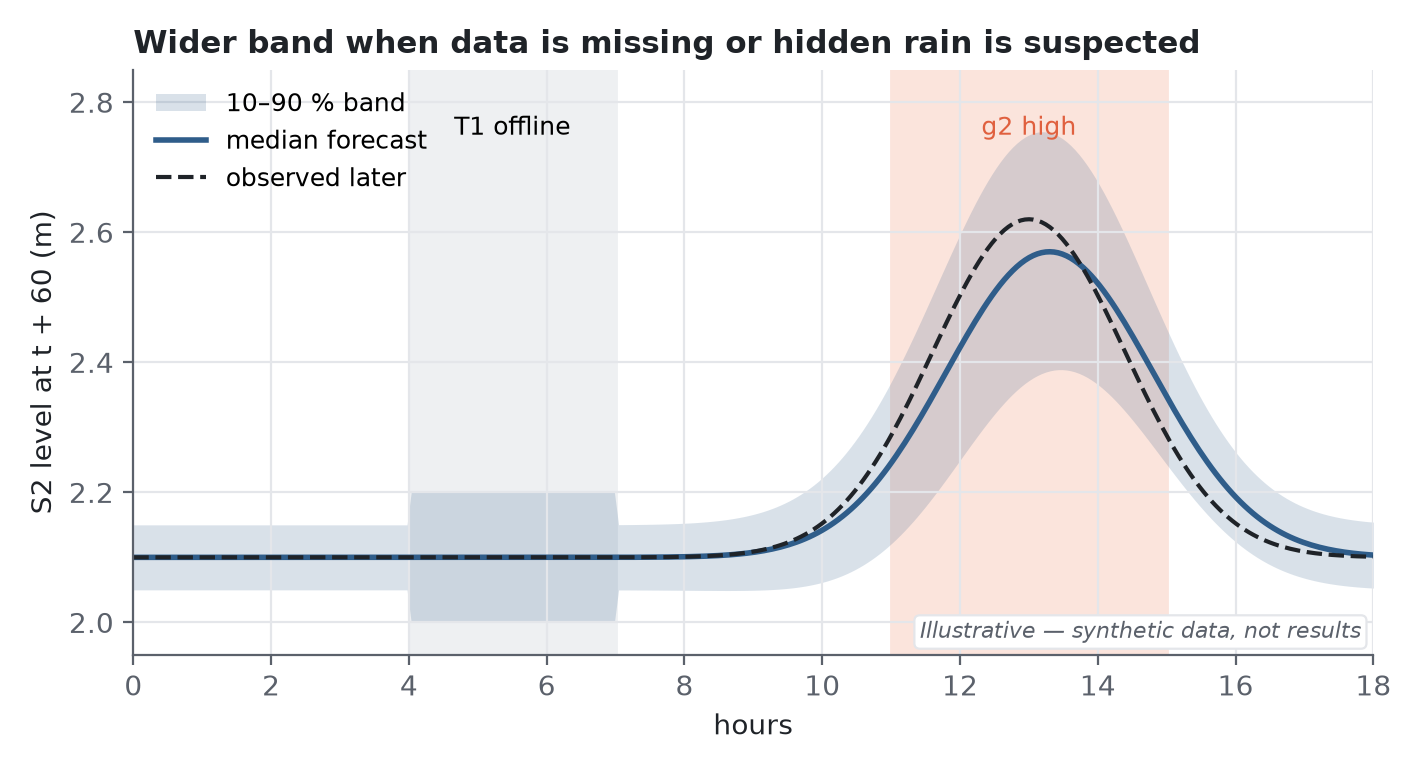 Wider band when data is missing or hidden rain is suspected
10–90 % band
median forecast
observed later
T1 offline
g2 high
S2 level at t + 60 (m)
2.8
2.6
2.4
2.2
2.0
Illustrative — synthetic data, not results
0 2 4 6 8 10 12 14 16 18
hours